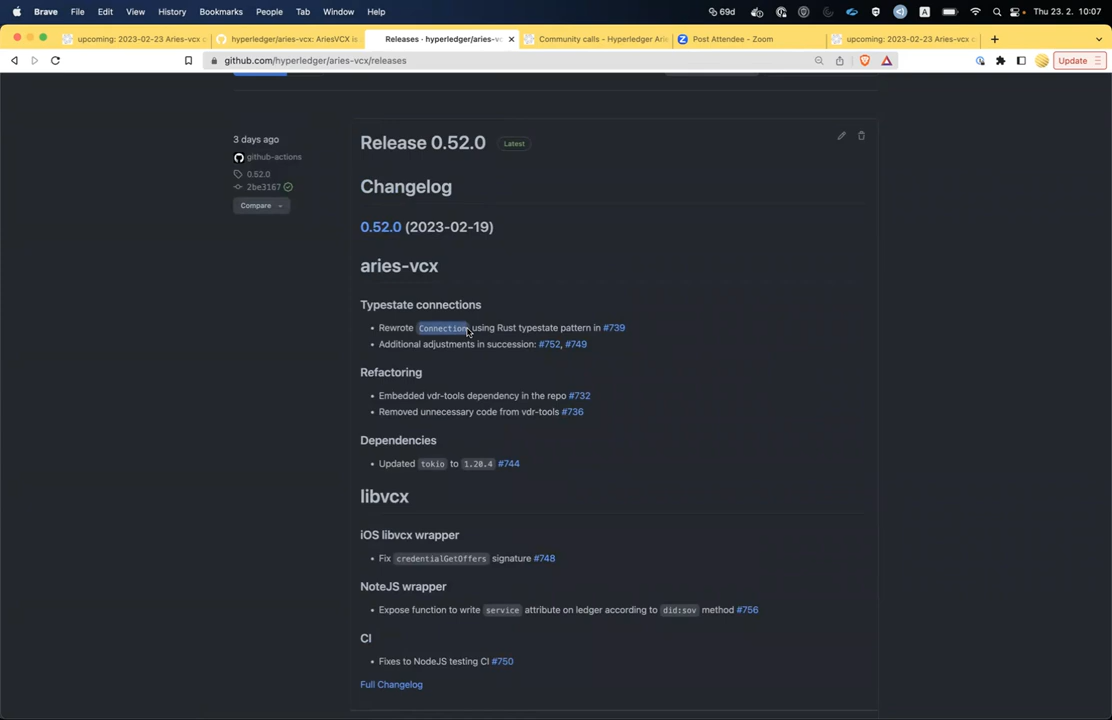 Brave File Edit View History Bookmarks People Tab Window Help 69d A Thu 23. 2. 10:07
upcoming: 2023-02-23 Aries-vcx c
hyperledger/aries-vcx: AriesVCX is
Releases · hyperledger/aries-vc
Community calls - Hyperledger Arie
Post Attendee - Zoom
upcoming: 2023-02-23 Aries-vcx c
github.com/hyperledger/aries-vcx/releases
Update
3 days ago
github-actions
0.52.0
2be3167
Compare
Release 0.52.0 Latest
Changelog
0.52.0 (2023-02-19)
aries-vcx
Typestate connections
• Rewrote Connection using Rust typestate pattern in #739
• Additional adjustments in succession: #752, #749
Refactoring
• Embedded vdr-tools dependency in the repo #732
• Removed unnecessary code from vdr-tools #736
Dependencies
• Updated tokio to 1.20.4 #744
libvcx
iOS libvcx wrapper
• Fix credentialGetOffers signature #748
NoteJS wrapper
• Expose function to write service attribute on ledger according to did:sov method #756
CI
• Fixes to NodeJS testing CI #750
Full Changelog